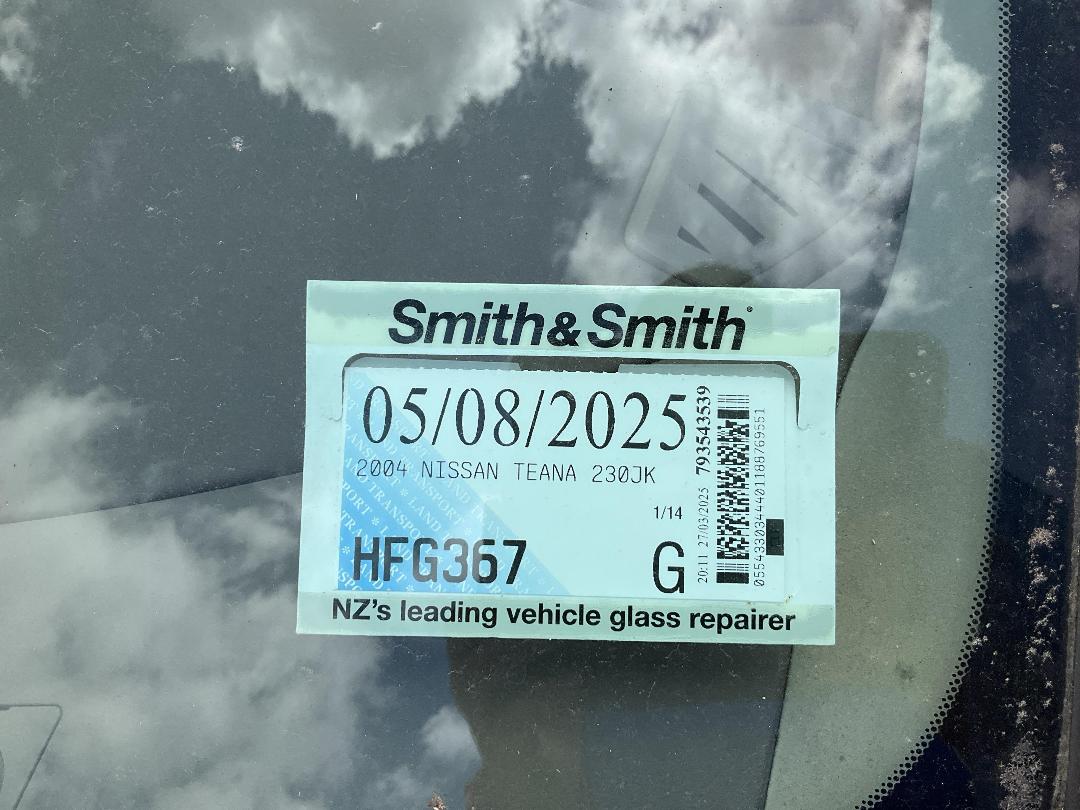 Smith&Smith®
05/08/2025
2004 NISSAN TEANA 230JK
1/14
HFG367
G
793543539
20:11 27/03/2025
NZ's leading vehicle glass repairer